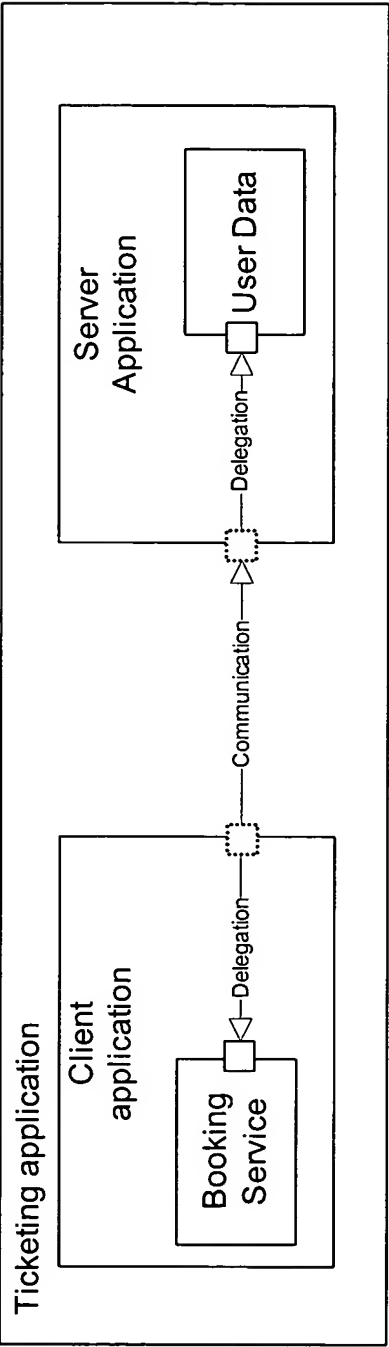 Ticketing application
Client
application
Booking
Service
Delegation
Communication
Server
Application
Delegation
User Data